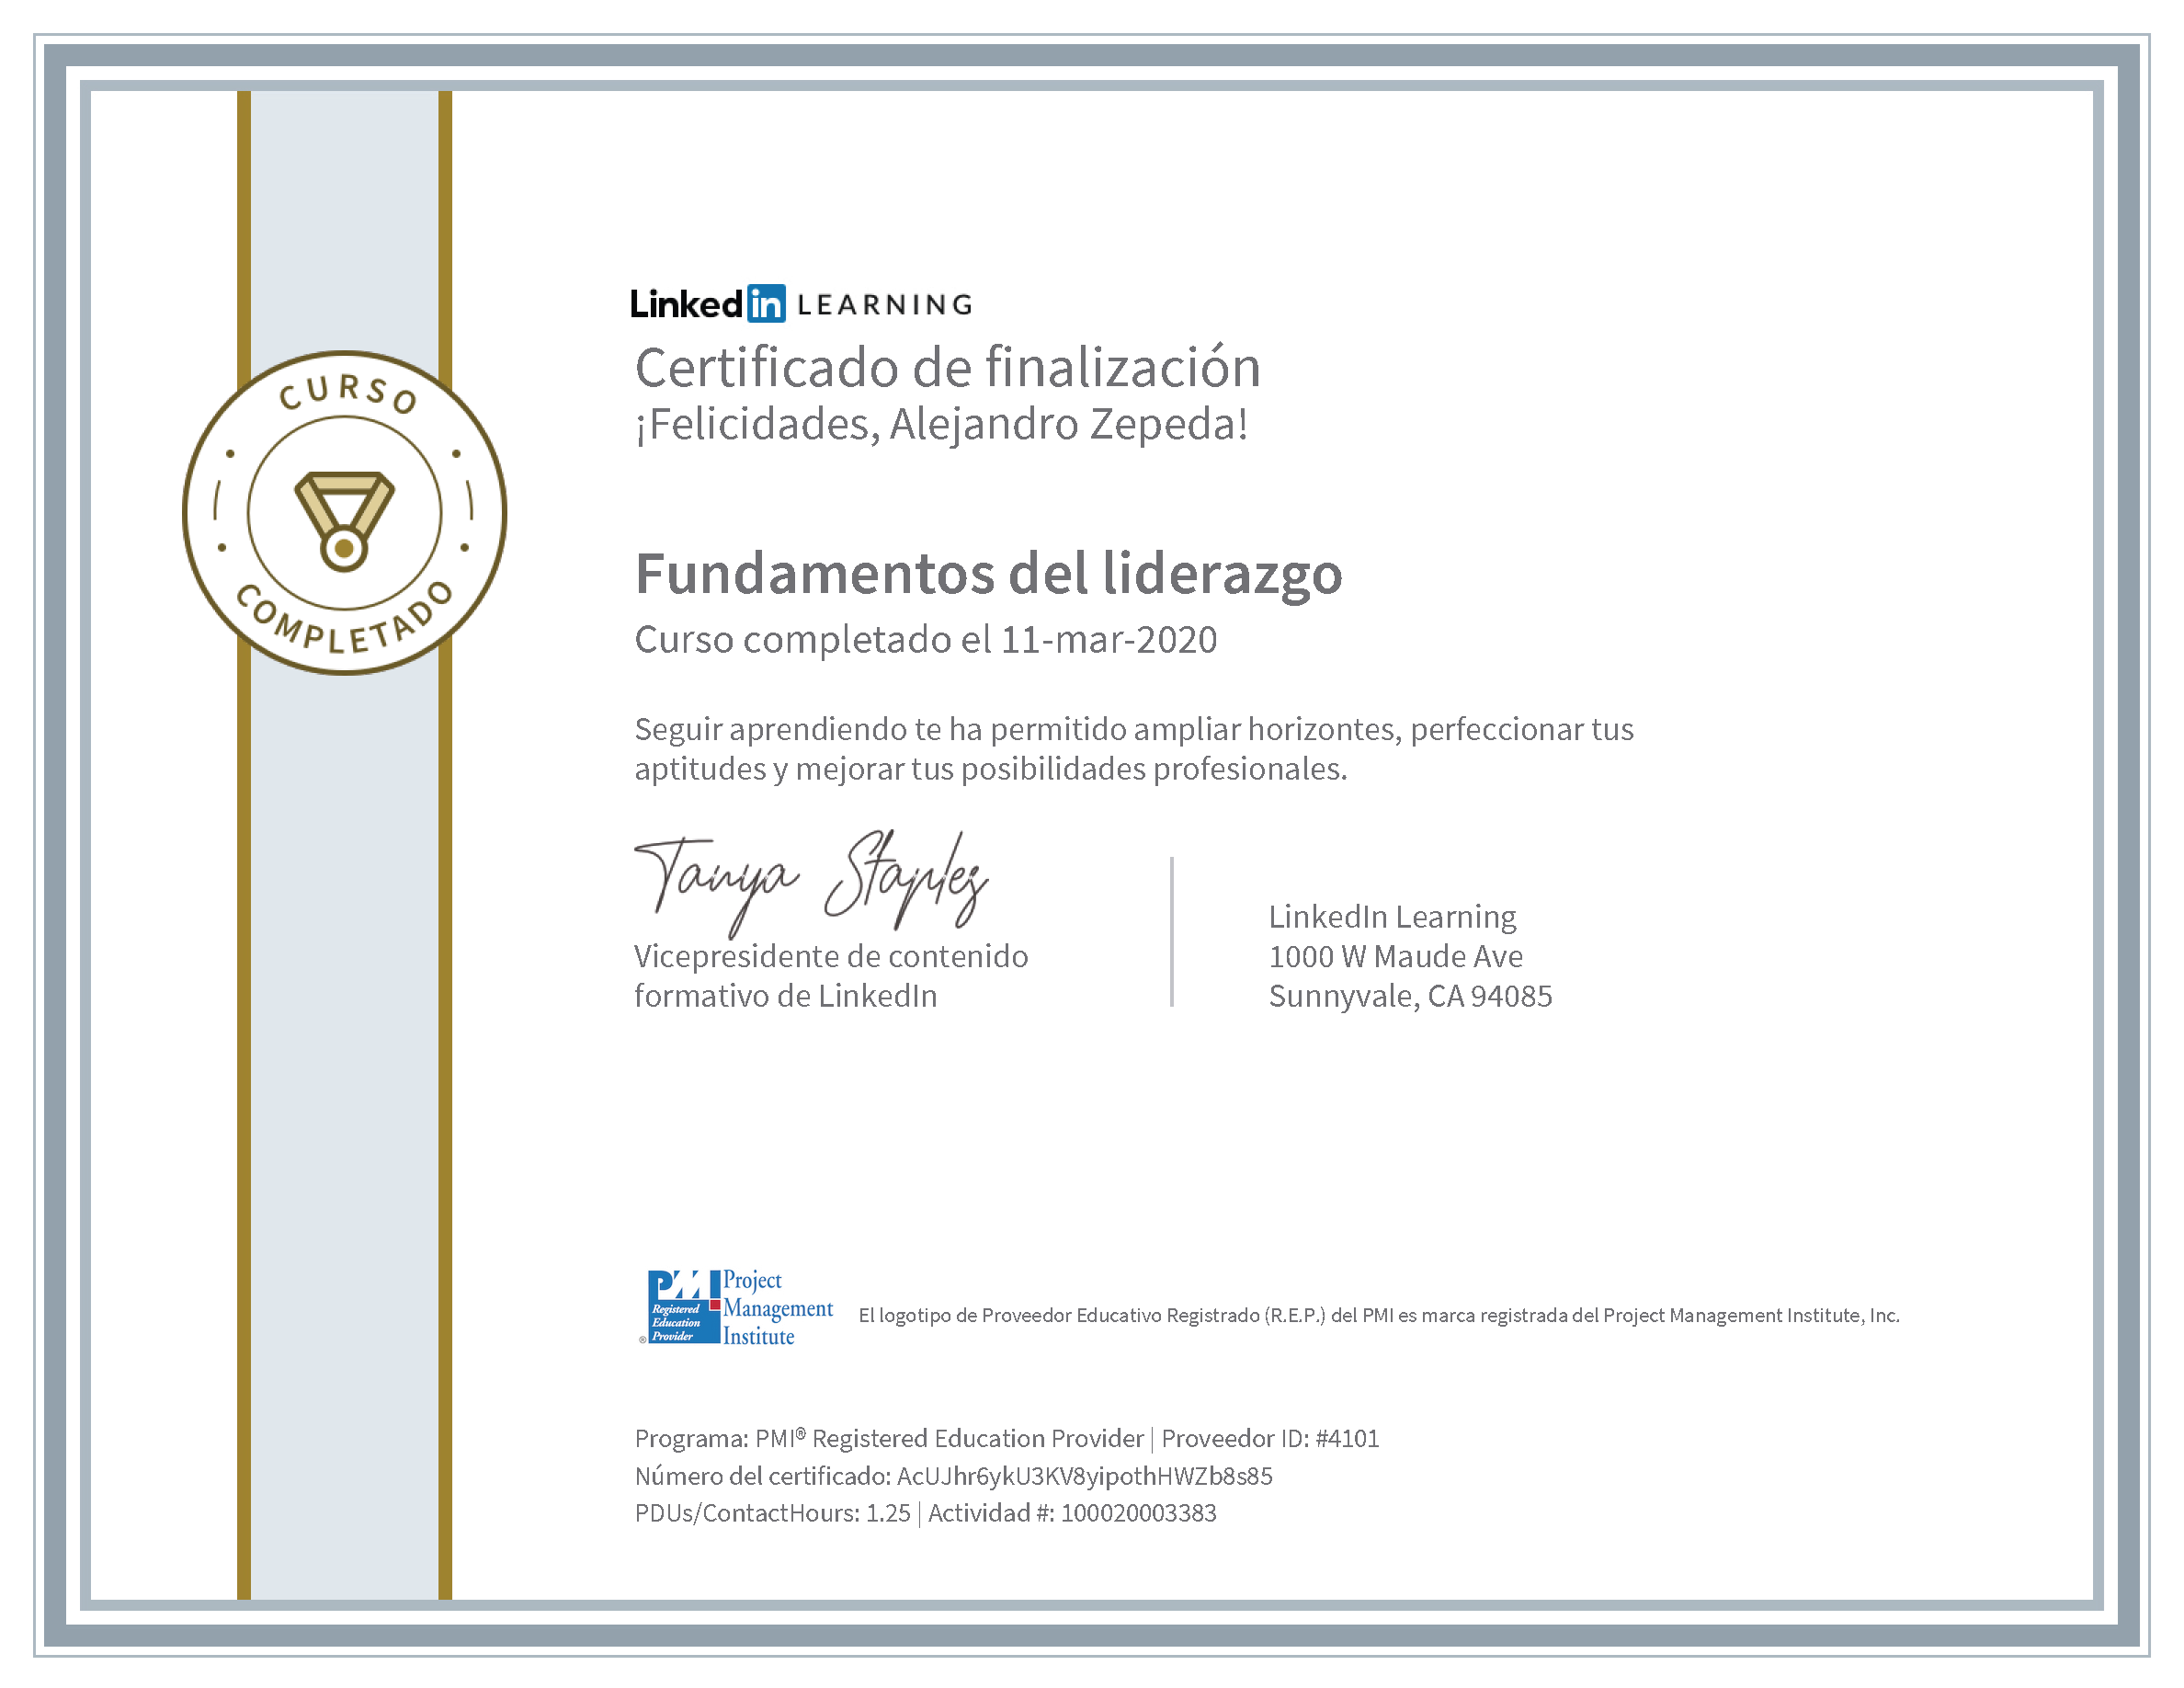 CURSO
COMPLETADO
Linkedin LEARNING
Certificado de finalización
¡Felicidades, Alejandro Zepeda!
Fundamentos del liderazgo
Curso completado el 11-mar-2020
Seguir aprendiendo te ha permitido ampliar horizontes, perfeccionar tus
aptitudes y mejorar tus posibilidades profesionales.
Tanya Staples
Vicepresidente de contenido
formativo de LinkedIn
LinkedIn Learning
1000 W Maude Ave
Sunnyvale, CA 94085
PMI
Registered
Education
® Provider
Project
Management
Institute
El logotipo de Proveedor Educativo Registrado (R.E.P.) del PMI es marca registrada del Project Management Institute, Inc.
Programa: PMI® Registered Education Provider | Proveedor ID: #4101
Número del certificado: AcUJhr6ykU3KV8yipothHWZb8s85
PDUs/ContactHours: 1.25 | Actividad #: 100020003383